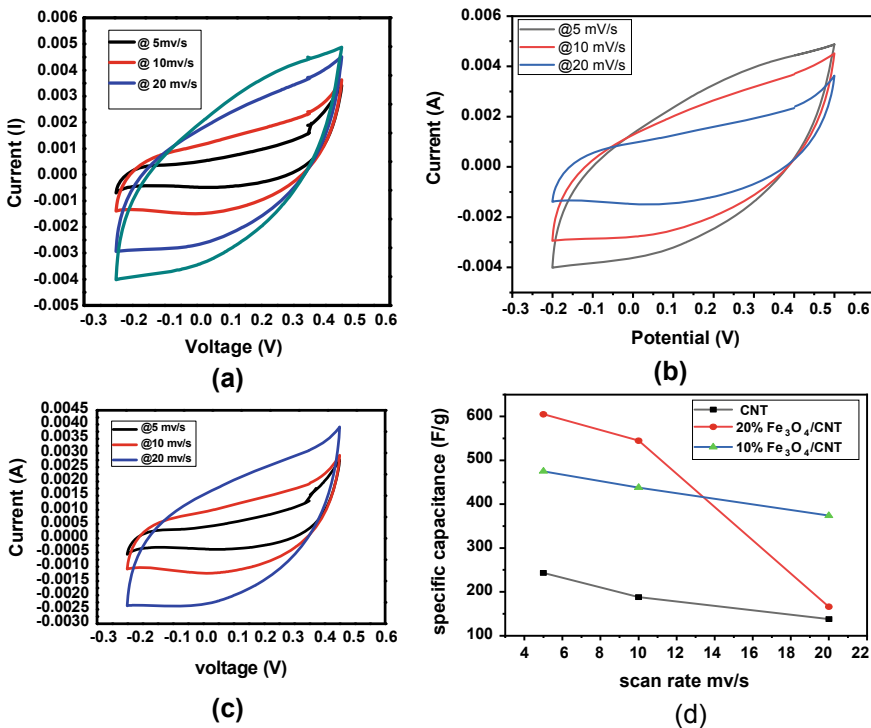 0.006
0.005
0.004
0.003
0.002
0.001
0.000
-0.001
-0.002
-0.003
-0.004
-0.005
Current (I)
@ 5mv/s
@ 10mv/s
@ 20 mv/s
-0.3 -0.2 -0.1 0.0 0.1 0.2 0.3 0.4 0.5 0.6
Voltage (V)
(a)
0.006
0.004
0.002
0.000
-0.002
-0.004
Current (A)
@5 mV/s
@10 mV/s
@20 mV/s
-0.3 -0.2 -0.1 0.0 0.1 0.2 0.3 0.4 0.5 0.6
Potential (V)
(b)
0.0045
0.0040
0.0035
0.0030
0.0025
0.0020
0.0015
0.0010
0.0005
0.0000
-0.0005
-0.0010
-0.0015
-0.0020
-0.0025
-0.0030
Current (A)
@5 mv/s
@10 mv/s
@20 mv/s
-0.3 -0.2 -0.1 0.0 0.1 0.2 0.3 0.4 0.5 0.6
voltage (V)
(c)
600
500
400
300
200
100
specific capacitance (F/g)
CNT
20% Fe₃O₄/CNT
10% Fe₃O₄/CNT
4 6 8 10 12 14 16 18 20 22
scan rate mv/s
(d)